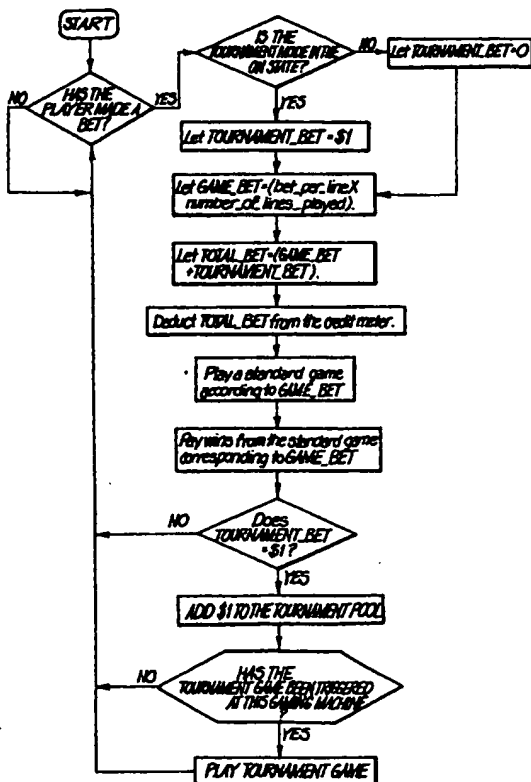 START
HAS THE
PLAYER MADE A
BET?
NO
YES
IS THE
TOURNAMENT MODE IN THE
ON STATE?
NO
Let TOURNAMENT_BET=0
YES
Let TOURNAMENT_BET = $1
Let GAME_BET=(bet_per_line X
number_of_lines_played).
Let TOTAL_BET=(GAME_BET
+TOURNAMENT_BET).
Deduct TOTAL_BET from the credit meter.
Play a standard game
according to GAME_BET
Pay wins from the standard game
corresponding to GAME_BET
Does
TOURNAMENT_BET
= $1?
NO
YES
ADD $1 TO THE TOURNAMENT POOL
HAS THE
TOURNAMENT GAME BEEN TRIGGERED
AT THIS GAMING MACHINE
?
NO
YES
PLAY TOURNAMENT GAME